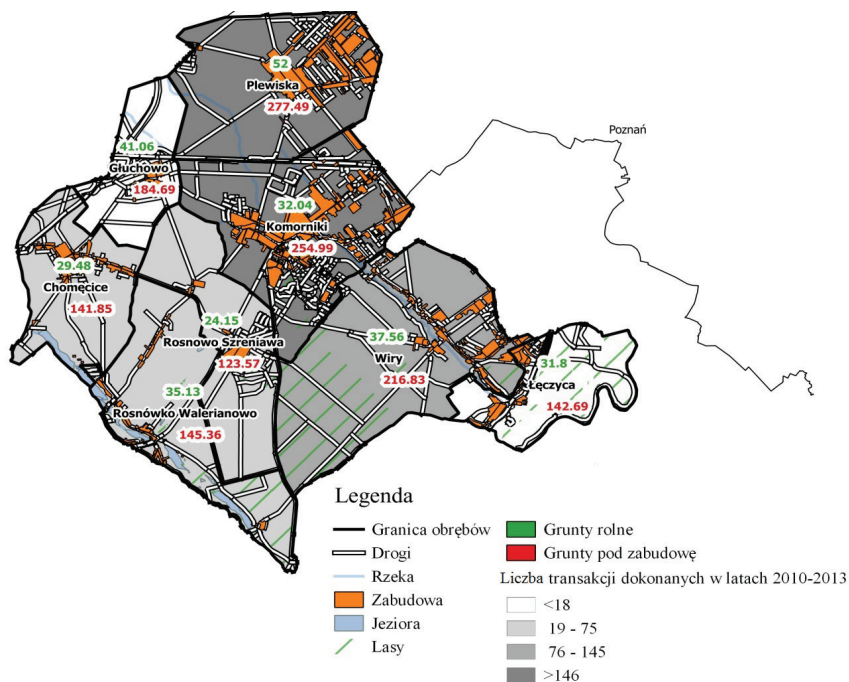 52
Plewiska
277.49
Poznań
41.06
Głuchowo
184.69
32.04
Komorniki
254.99
29.48
Chomęcice
141.85
24.15
Rosnowo Szreniawa
123.57
37.56
Wiry
216.83
31.8
Łęczyca
142.69
35.13
Rosnówko Walerianowo
145.36
Legenda
Granica obrębów
Drogi
Rzeka
Zabudowa
Jeziora
Lasy
Grunty rolne
Grunty pod zabudowę
Liczba transakcji dokonanych w latach 2010-2013
<18
19 - 75
76 - 145
>146